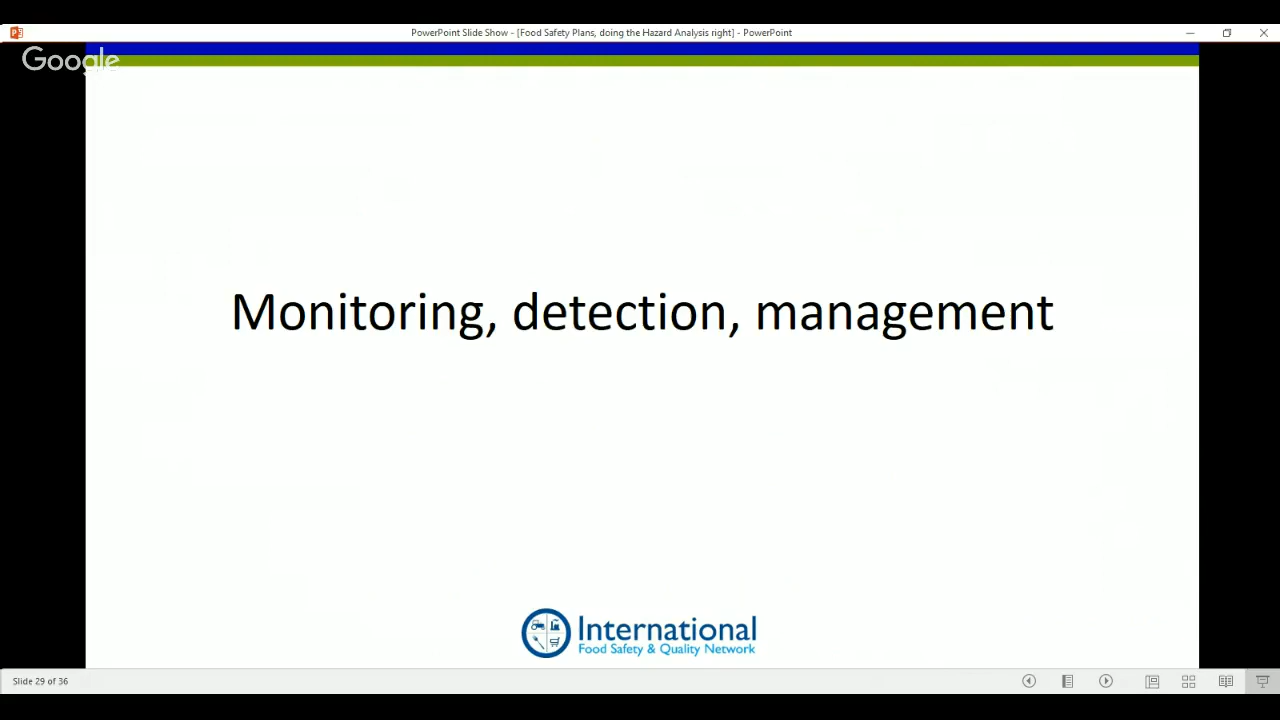 PowerPoint Slide Show - [Food Safety Plans, doing the Hazard Analysis right] - PowerPoint
Google
Monitoring, detection, management
International
Food Safety & Quality Network
Slide 29 of 36